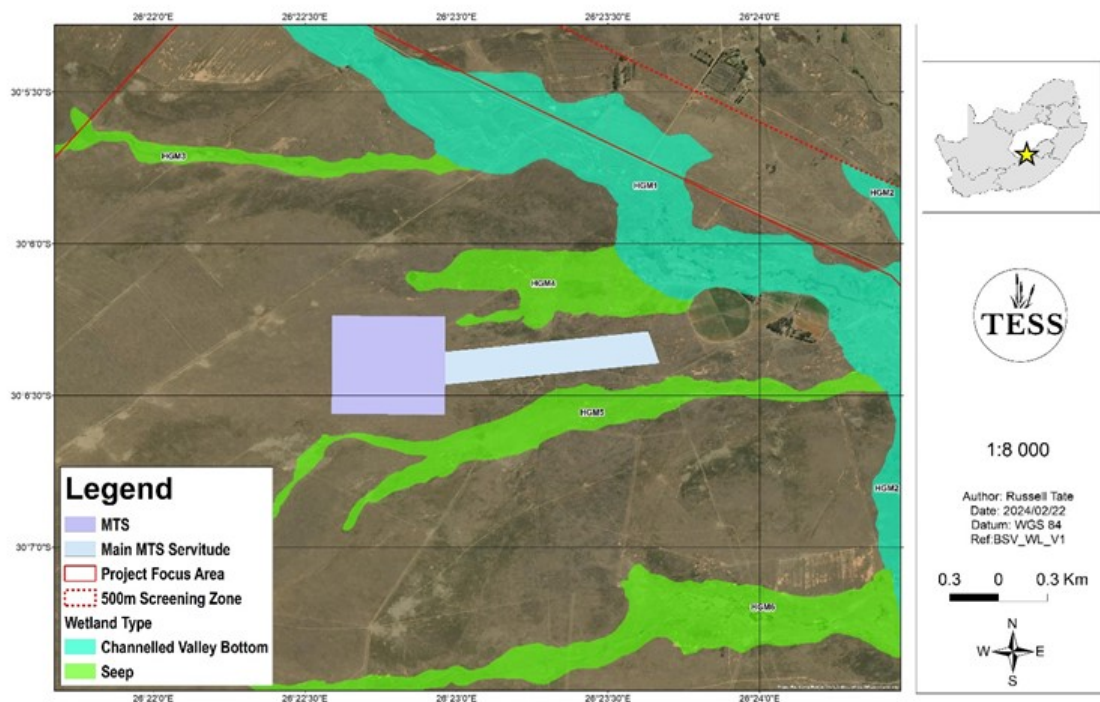 26°22'0"E 26°22'30"E 26°23'0"E 26°23'30"E 26°24'0"E
30°5'30"S
30°6'0"S
30°6'30"S
30°7'0"S
HGM3
HGM1
HGM2
HGM4
HGM5
HGM2
HGM6
Legend
MTS
Main MTS Servitude
Project Focus Area
500m Screening Zone
Wetland Type
Channelled Valley Bottom
Seep
26°22'0"E 26°22'30"E 26°23'0"E 26°23'30"E 26°24'0"E
TESS
1:8 000
Author: Russell Tate
Date: 2024/02/22
Datum: WGS 84
Ref:BSV_WL_V1
0.3 0 0.3 Km
N
W E
S